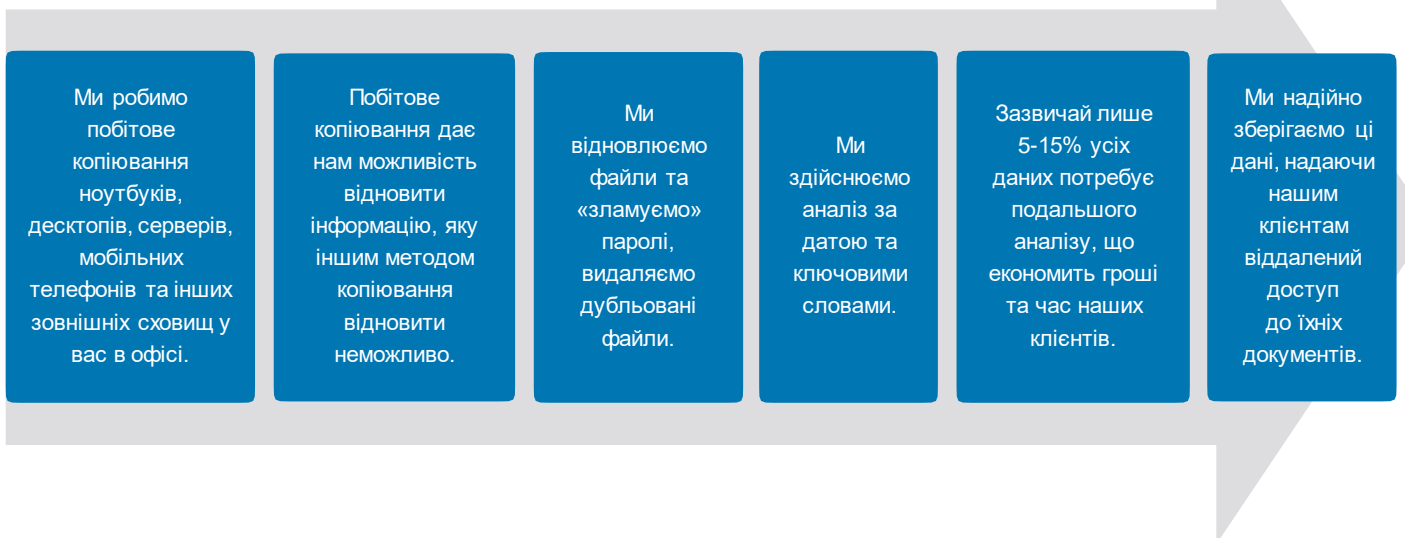 Ми робимо
побітове
копіювання
ноутбуків,
десктопів, серверів,
мобільних
телефонів та інших
зовнішніх сховищ у
вас в офісі.
Побітове
копіювання дає
нам можливість
відновити
інформацію, яку
іншим методом
копіювання
відновити
неможливо.
Ми
відновлюємо
файли та
«зламуємо»
паролі,
видаляємо
дубльовані
файли.
Ми
здійснюємо
аналіз за
датою та
ключовими
словами.
Зазвичай лише
5-15% усіх
даних потребує
подальшого
аналізу, що
економить гроші
та час наших
клієнтів.
Ми надійно
зберігаємо ці
дані, надаючи
нашим
клієнтам
віддалений
доступ
до їхніх
документів.